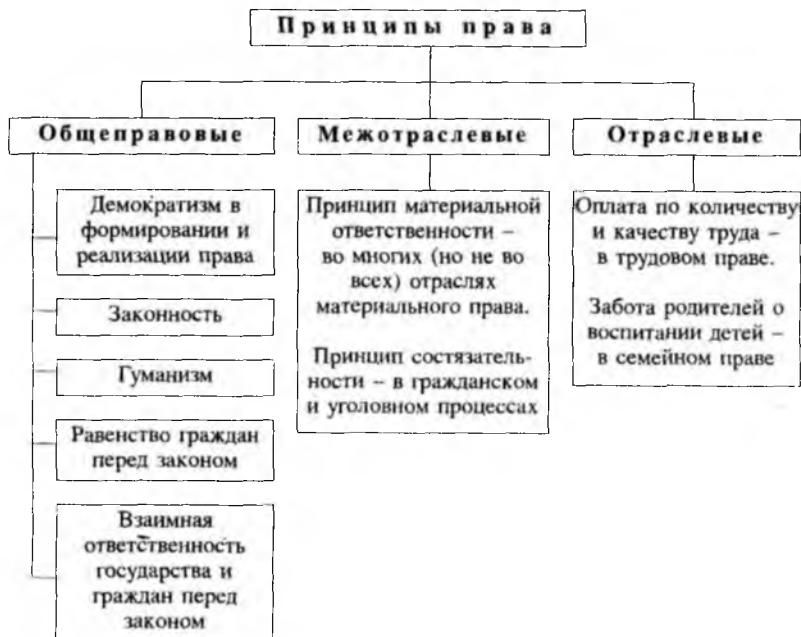 Принципы права
Общеправовые
Демократизм в
формировании и
реализации права
Законность
Гуманизм
Равенство граждан
перед законом
Взаимная
ответственность
государства и
граждан перед
законом
Межотраслевые
Принцип материальной
ответственности –
во многих (но не во
всех) отраслях
материального права.
Принцип состязатель-
ности – в гражданском
и уголовном процессах
Отраслевые
Оплата по количеству
и качеству труда –
в трудовом праве.
Забота родителей о
воспитании детей –
в семейном праве